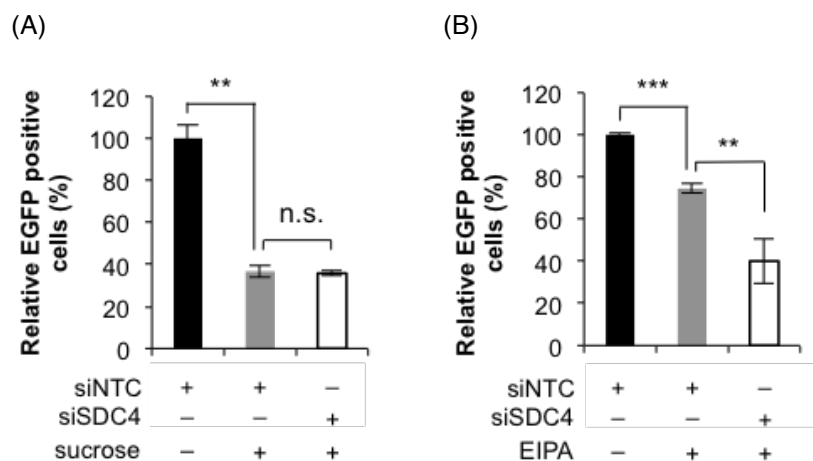 (A)
Relative EGFP positive
cells (%)
120
100
80
60
40
20
0
**
n.s.
siNTC + + –
siSDC4 – – +
sucrose – + +
(B)
Relative EGFP positive
cells (%)
120
100
80
60
40
20
0
***
**
siNTC + + –
siSDC4 – – +
EIPA – + +